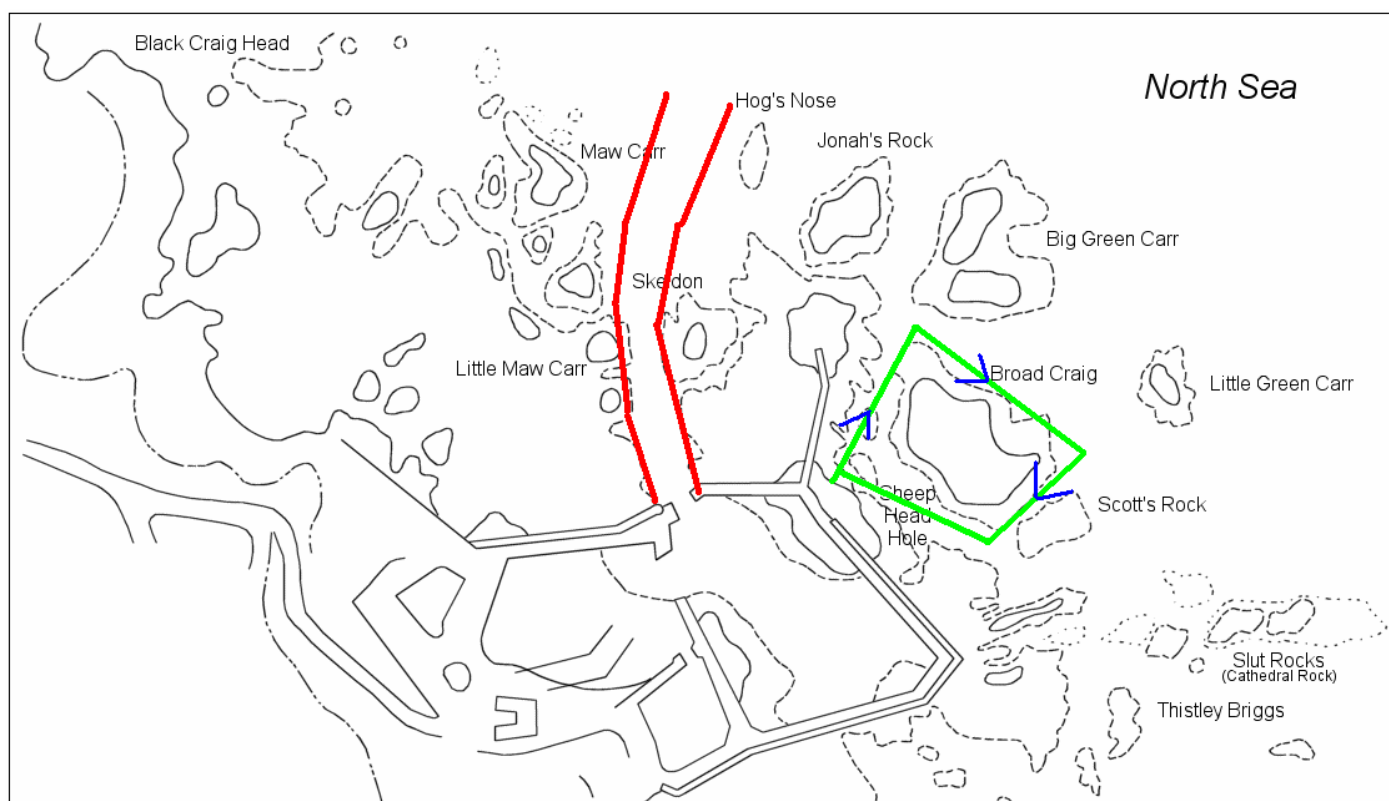 Black Craig Head
North Sea
Hog's Nose
Jonah's Rock
Maw Carr
Big Green Carr
Skeldon
Little Maw Carr
Broad Craig
Little Green Carr
Sheep
Head
Hole
Scott's Rock
Slut Rocks
(Cathedral Rock)
Thistley Briggs